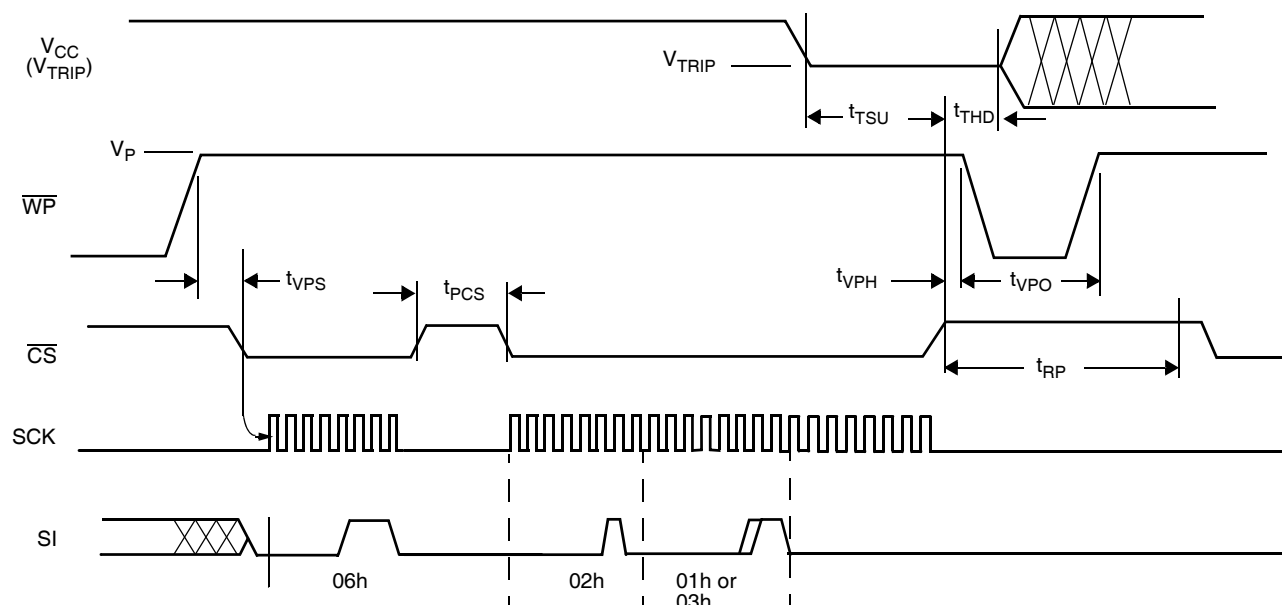 VCC
(VTRIP)
VTRIP
tTSU
tTHD
VP
WP
tVPS
tPCS
tVPH
tVPO
CS
tRP
SCK
SI
06h
02h
01h or
03h